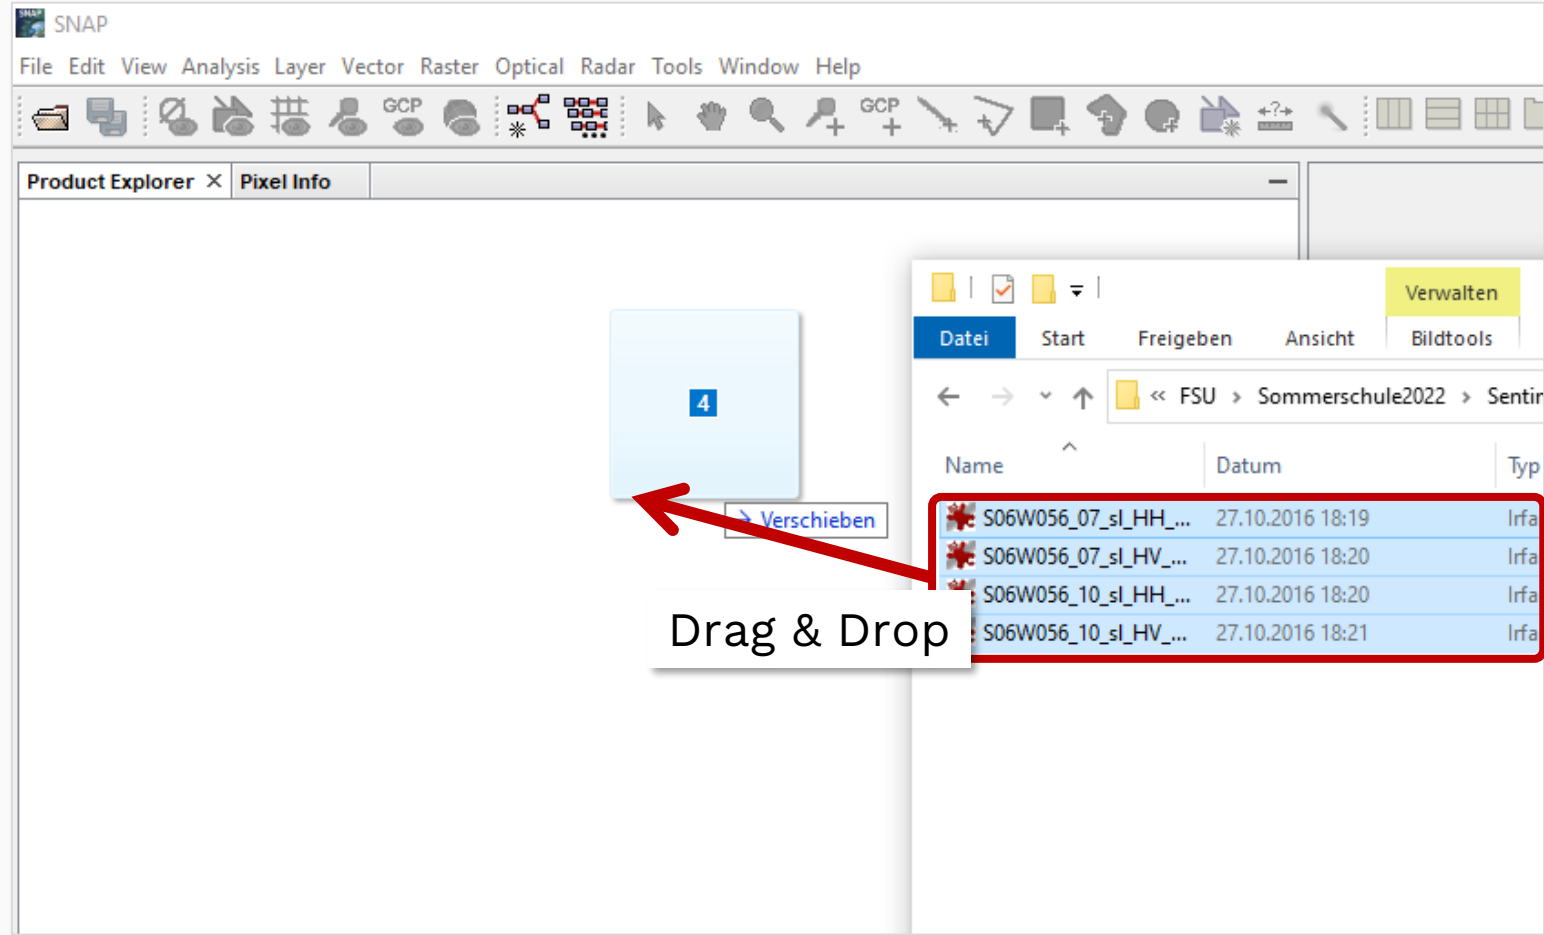 SNAP
File Edit View Analysis Layer Vector Raster Optical Radar Tools Window Help
GCP GCP
Product Explorer Pixel Info
Verwalten
Datei Start Freigeben Ansicht Bildtools
« FSU > Sommerschule2022 >
Name Datum Typ
4
S06W056_07_sl_HH_... 27.10.2016 18:19
→ Verschieben
S06W056_07_sl_HV_... 27.10.2016 18:20
S06W056_10_sl_HH_... 27.10.2016 18:20
S06W056_10_sl_HV_... 27.10.2016 18:21
Drag & Drop